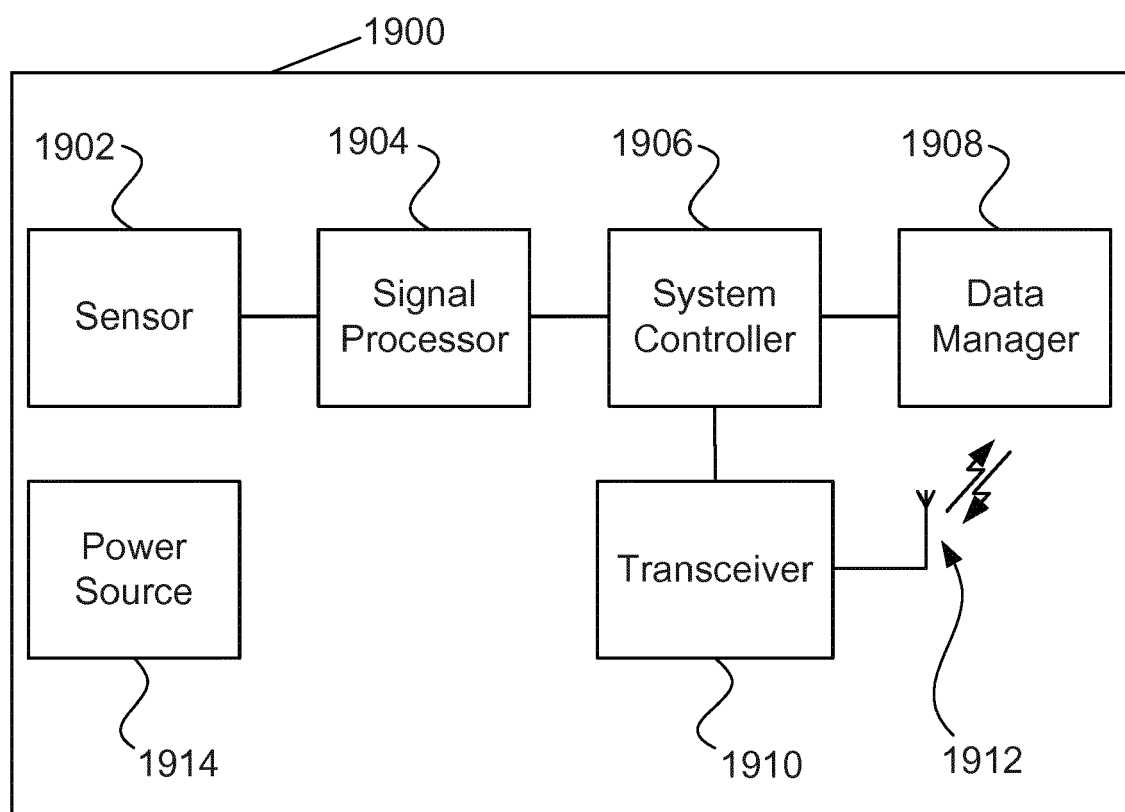 1900
1902
1904
1906
1908
Sensor
Signal
Processor
System
Controller
Data
Manager
Power
Source
Transceiver
1914
1910
1912